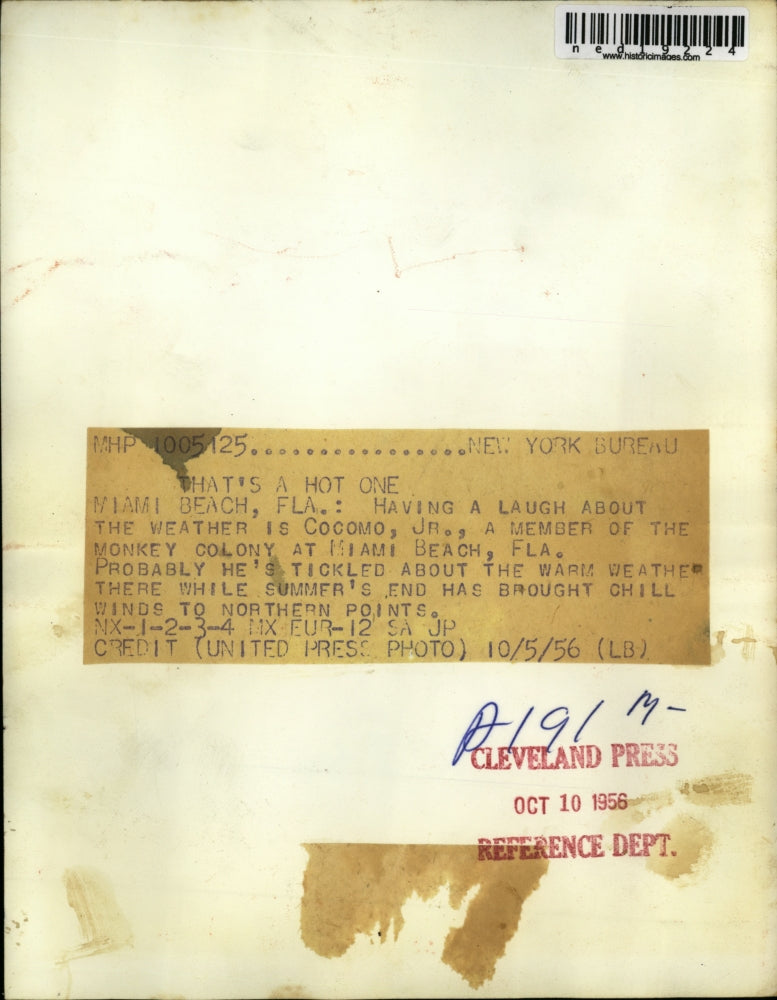 ned19224
www.historicimages.com
MHP 1005125.................NEW YORK BUREAU
THAT'S A HOT ONE
MIAMI BEACH, FLA.: HAVING A LAUGH ABOUT
THE WEATHER IS COCOMO, JR., A MEMBER OF THE
MONKEY COLONY AT MIAMI BEACH, FLA.
PROBABLY HE'S TICKLED ABOUT THE WARM WEATHER
THERE WHILE SUMMER'S END HAS BROUGHT CHILL
WINDS TO NORTHERN POINTS.
NX-1-2-3-4 MX EUR-12 SA JP
CREDIT (UNITED PRESS PHOTO) 10/5/56 (LB)
A191 M-
CLEVELAND PRESS
OCT 10 1956
REFERENCE DEPT.